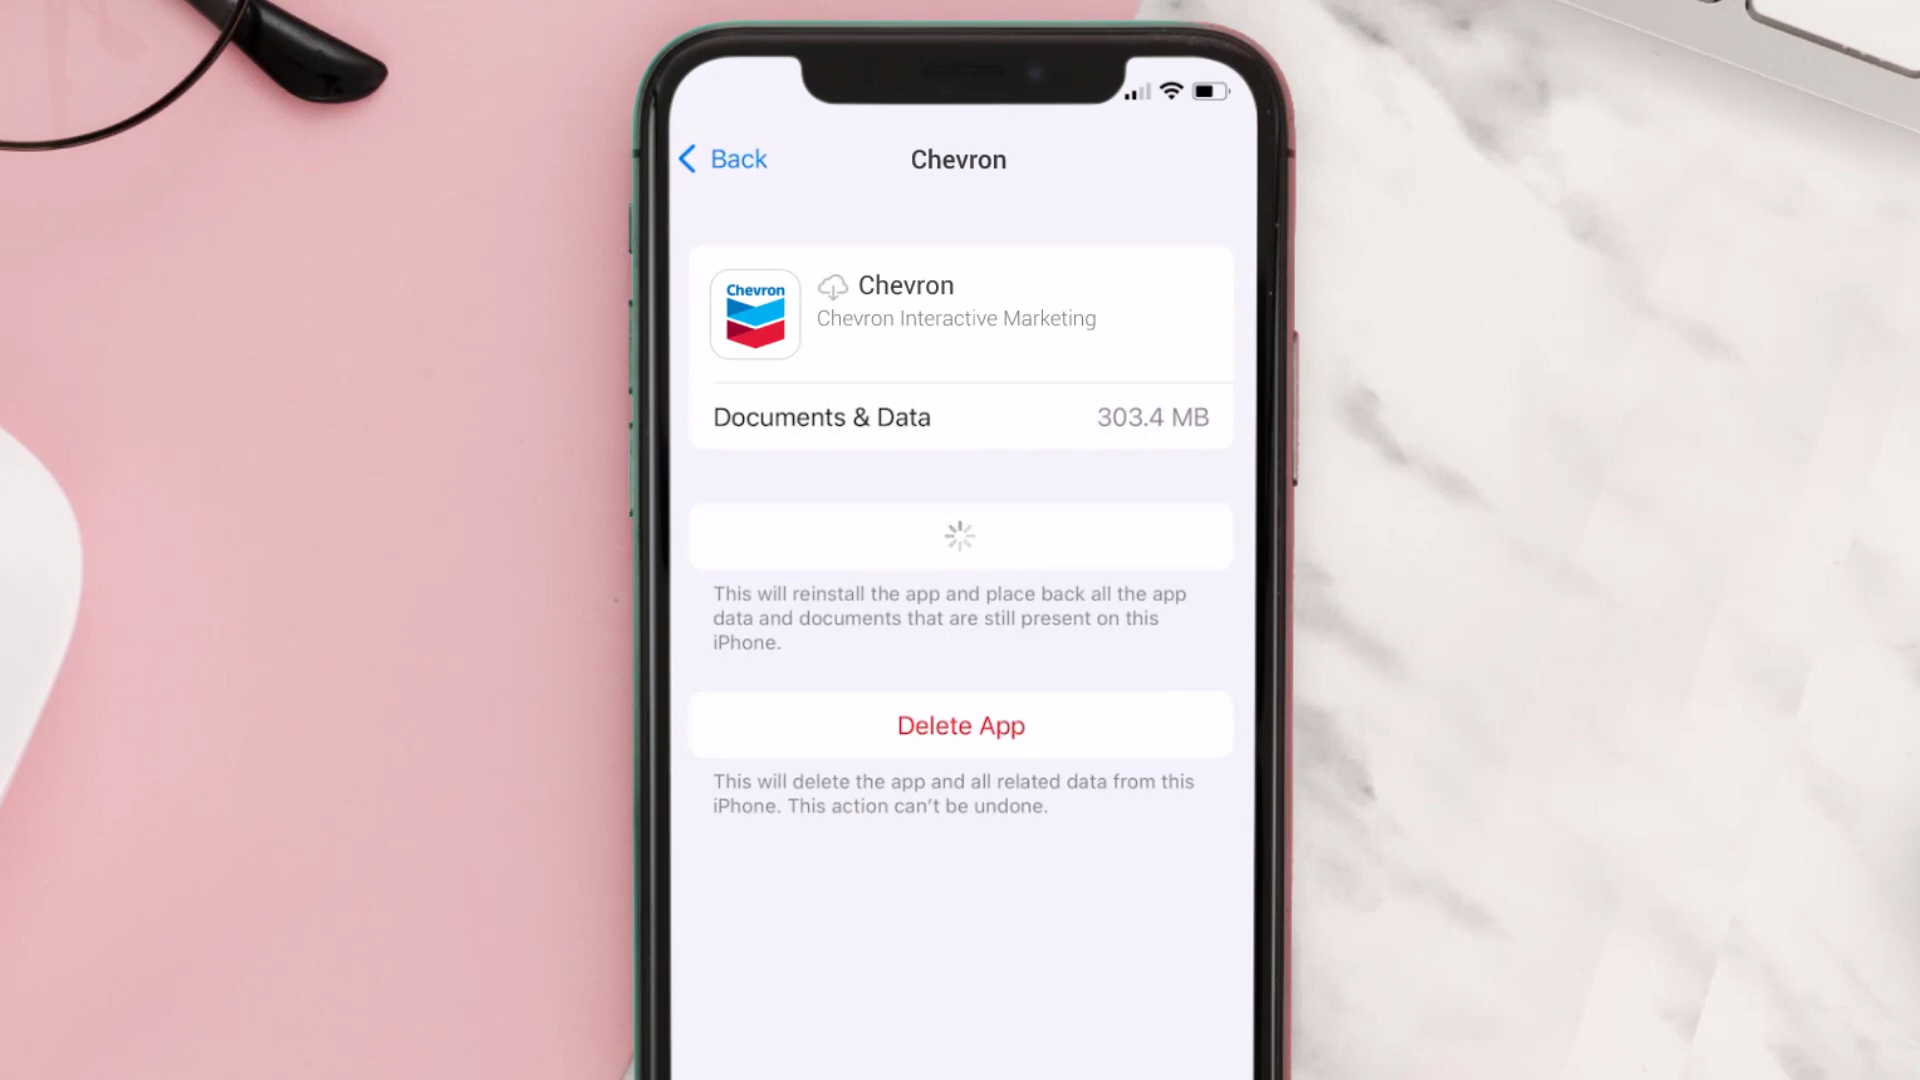 Back
Chevron
Chevron
Chevron
Chevron Interactive Marketing
Documents & Data
303.4 MB
This will reinstall the app and place back all the app
data and documents that are still present on this
iPhone.
Delete App
This will delete the app and all related data from this
iPhone. This action can't be undone.